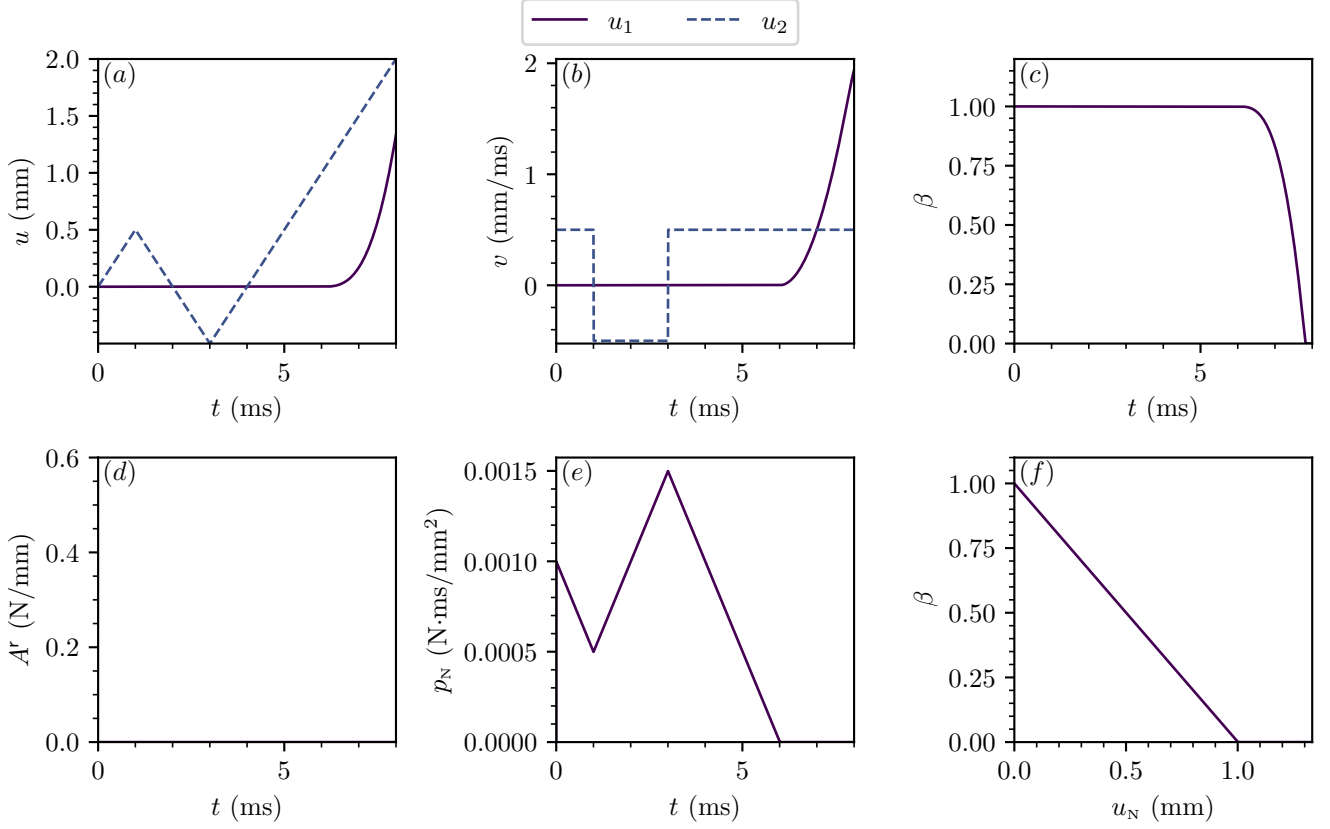 u₁ u₂
(a)
2.0
1.5
1.0
0.5
0.0
u (mm)
0 5
t (ms)
(b)
2
1
0
v (mm/ms)
0 5
t (ms)
(c)
1.00
0.75
0.50
0.25
0.00
β
0 5
t (ms)
(d)
0.6
0.4
0.2
0.0
Aʳ (N/mm)
0 5
t (ms)
(e)
0.0015
0.0010
0.0005
0.0000
p_N (N·ms/mm²)
0 5
t (ms)
(f)
1.00
0.75
0.50
0.25
0.00
β
0.0 0.5 1.0
u_N (mm)